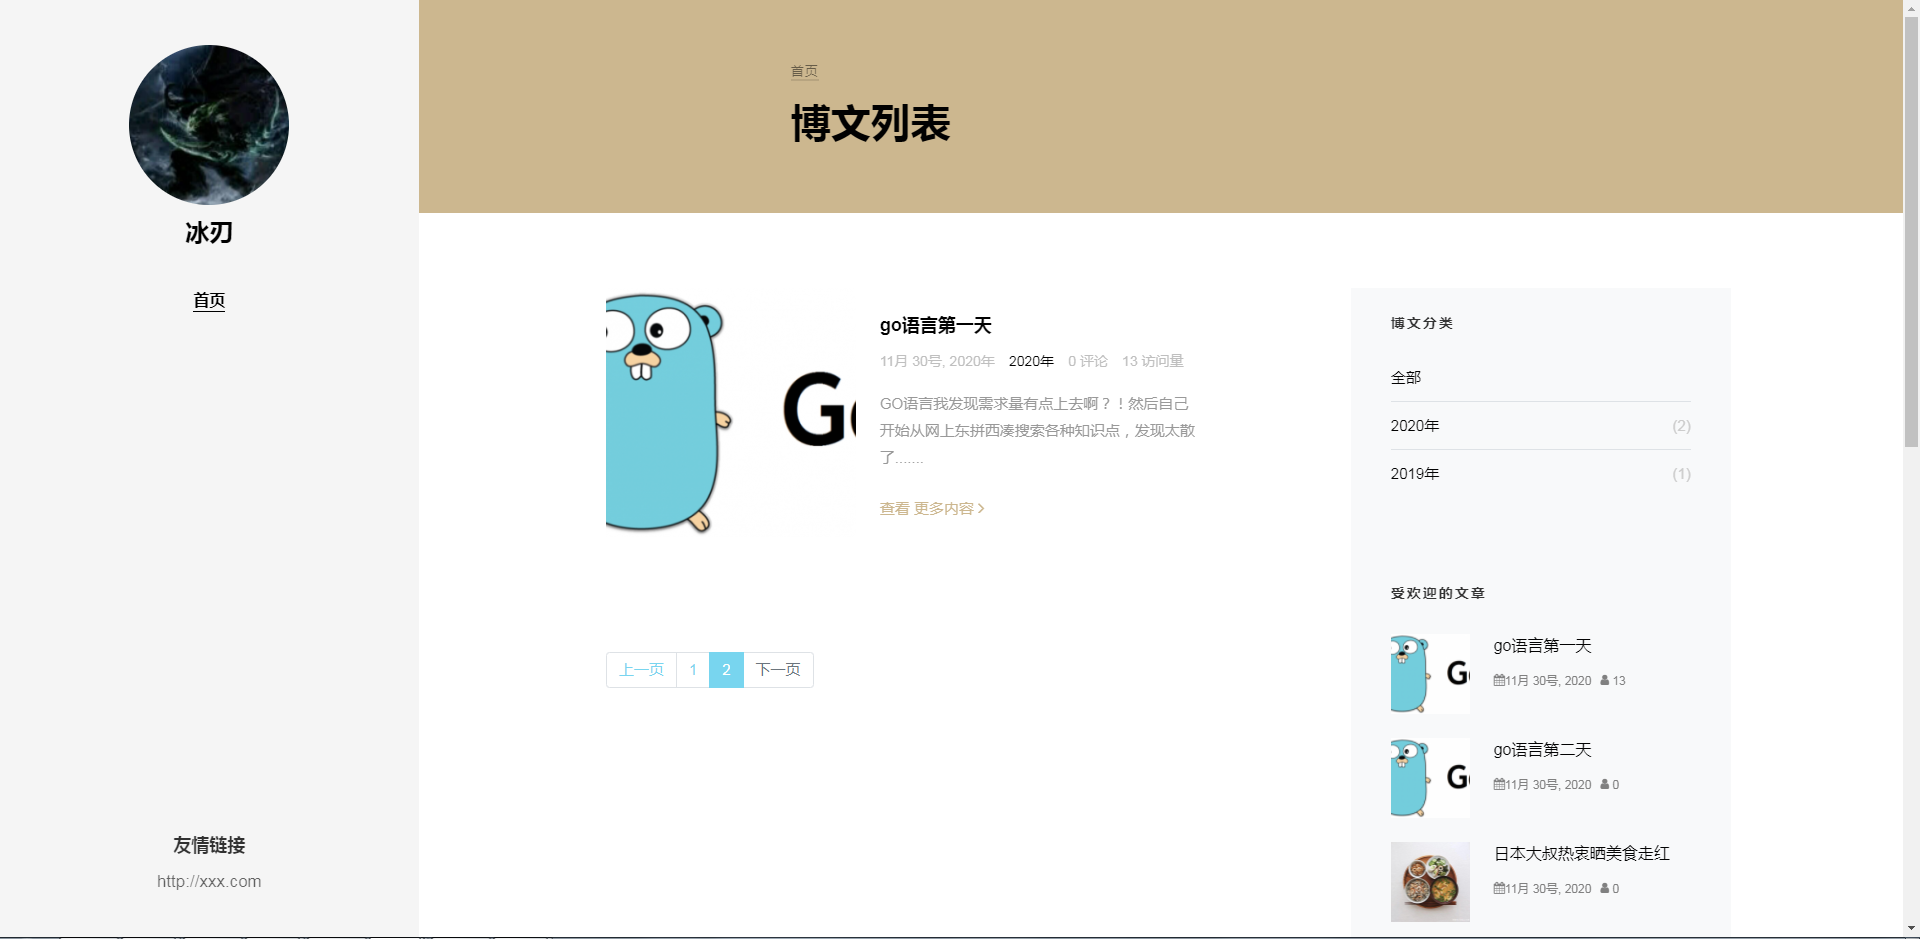 冰刃
首页
友情链接
http://xxx.com
首页
博文列表
Go
go语言第一天
11月 30号, 2020年 2020年 0 评论 13 访问量
GO语言我发现需求量有点上去啊？！然后自己
开始从网上东拼西凑搜索各种知识点，发现太散
了.......
查看 更多内容
上一页 1 2 下一页
博文分类
全部
2020年 (2)
2019年 (1)
受欢迎的文章
Go
go语言第一天
11月 30号, 2020 13
Go
go语言第二天
11月 30号, 2020 0
日本大叔热衷晒美食走红
11月 30号, 2020 0